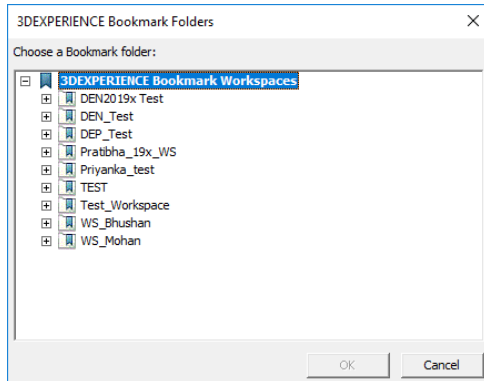 3DEXPERIENCE Bookmark Folders
Choose a Bookmark folder:
3DEXPERIENCE Bookmark Workspaces
DEN2019x Test
DEN_Test
DEP_Test
Pratibha_19x_WS
Priyanka_test
TEST
Test_Workspace
WS_Bhushan
WS_Mohan
OK Cancel